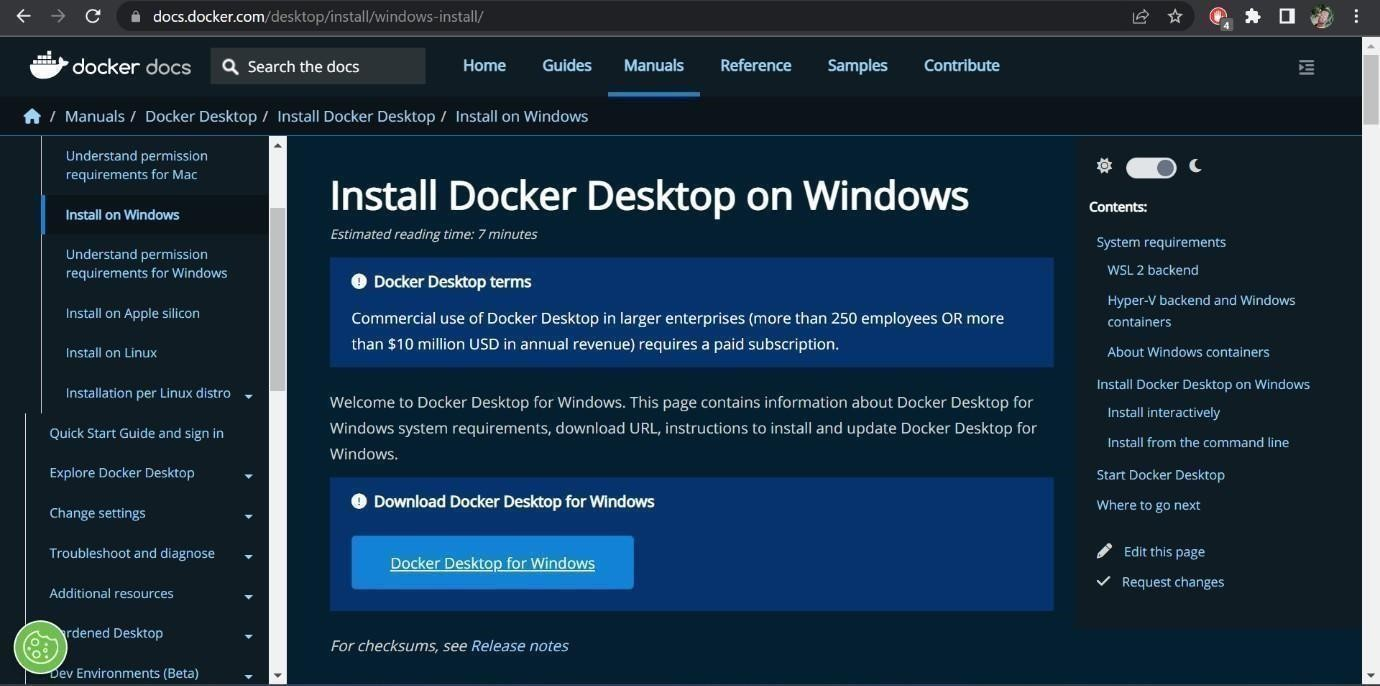 docs.docker.com/desktop/install/windows-install/
4
docker docs
Search the docs
Home
Guides
Manuals
Reference
Samples
Contribute
/ Manuals / Docker Desktop / Install Docker Desktop / Install on Windows
Understand permission
requirements for Mac
Install on Windows
Understand permission
requirements for Windows
Install on Apple silicon
Install on Linux
Installation per Linux distro
Quick Start Guide and sign in
Explore Docker Desktop
Change settings
Troubleshoot and diagnose
Additional resources
rdened Desktop
Dev Environments (Beta)
Install Docker Desktop on Windows
Estimated reading time: 7 minutes
Docker Desktop terms
Commercial use of Docker Desktop in larger enterprises (more than 250 employees OR more
than $10 million USD in annual revenue) requires a paid subscription.
Welcome to Docker Desktop for Windows. This page contains information about Docker Desktop for
Windows system requirements, download URL, instructions to install and update Docker Desktop for
Windows.
Download Docker Desktop for Windows
Docker Desktop for Windows
For checksums, see Release notes
Contents:
System requirements
WSL 2 backend
Hyper-V backend and Windows
containers
About Windows containers
Install Docker Desktop on Windows
Install interactively
Install from the command line
Start Docker Desktop
Where to go next
Edit this page
Request changes